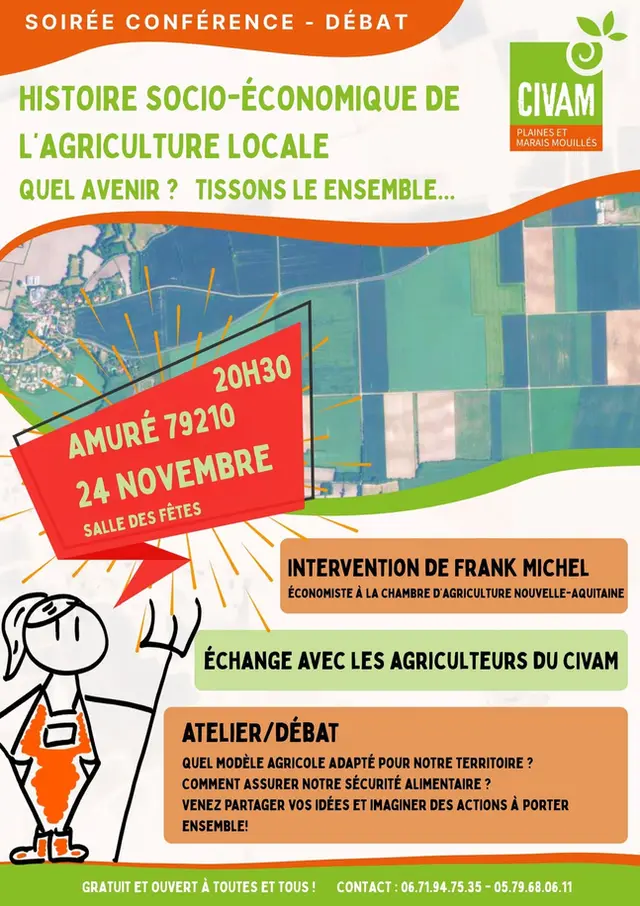 SOIRÉE CONFÉRENCE - DÉBAT
HISTOIRE SOCIO-ÉCONOMIQUE DE
L'AGRICULTURE LOCALE
QUEL AVENIR ? TISSONS LE ENSEMBLE...
CIVAM
PLAINES ET
MARAIS MOUILLÉS
20H30
AMURÉ 79210
24 NOVEMBRE
SALLE DES FÊTES
INTERVENTION DE FRANK MICHEL
ÉCONOMISTE À LA CHAMBRE D'AGRICULTURE NOUVELLE-AQUITAINE
ÉCHANGE AVEC LES AGRICULTEURS DU CIVAM
ATELIER/DÉBAT
QUEL MODÈLE AGRICOLE ADAPTÉ POUR NOTRE TERRITOIRE ?
COMMENT ASSURER NOTRE SÉCURITÉ ALIMENTAIRE ?
VENEZ PARTAGER VOS IDÉES ET IMAGINER DES ACTIONS À PORTER
ENSEMBLE!
GRATUIT ET OUVERT À TOUTES ET TOUS ! CONTACT : 06.71.94.75.35 - 05.79.68.06.11